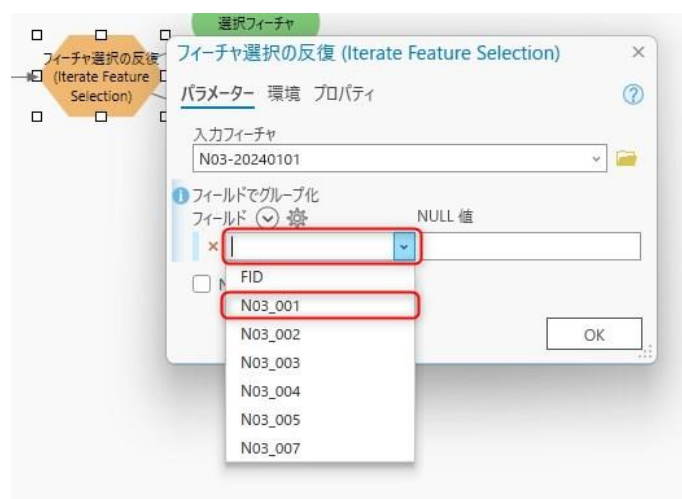 選択フィーチャ
フィーチャ選択の反復
(Iterate Feature
Selection)
フィーチャ選択の反復 (Iterate Feature Selection)
パラメーター 環境 プロパティ
入力フィーチャ
N03-20240101
フィールドでグループ化
フィールド NULL 値
N
FID
N03_001
N03_002
N03_003
N03_004
N03_005
N03_007
OK